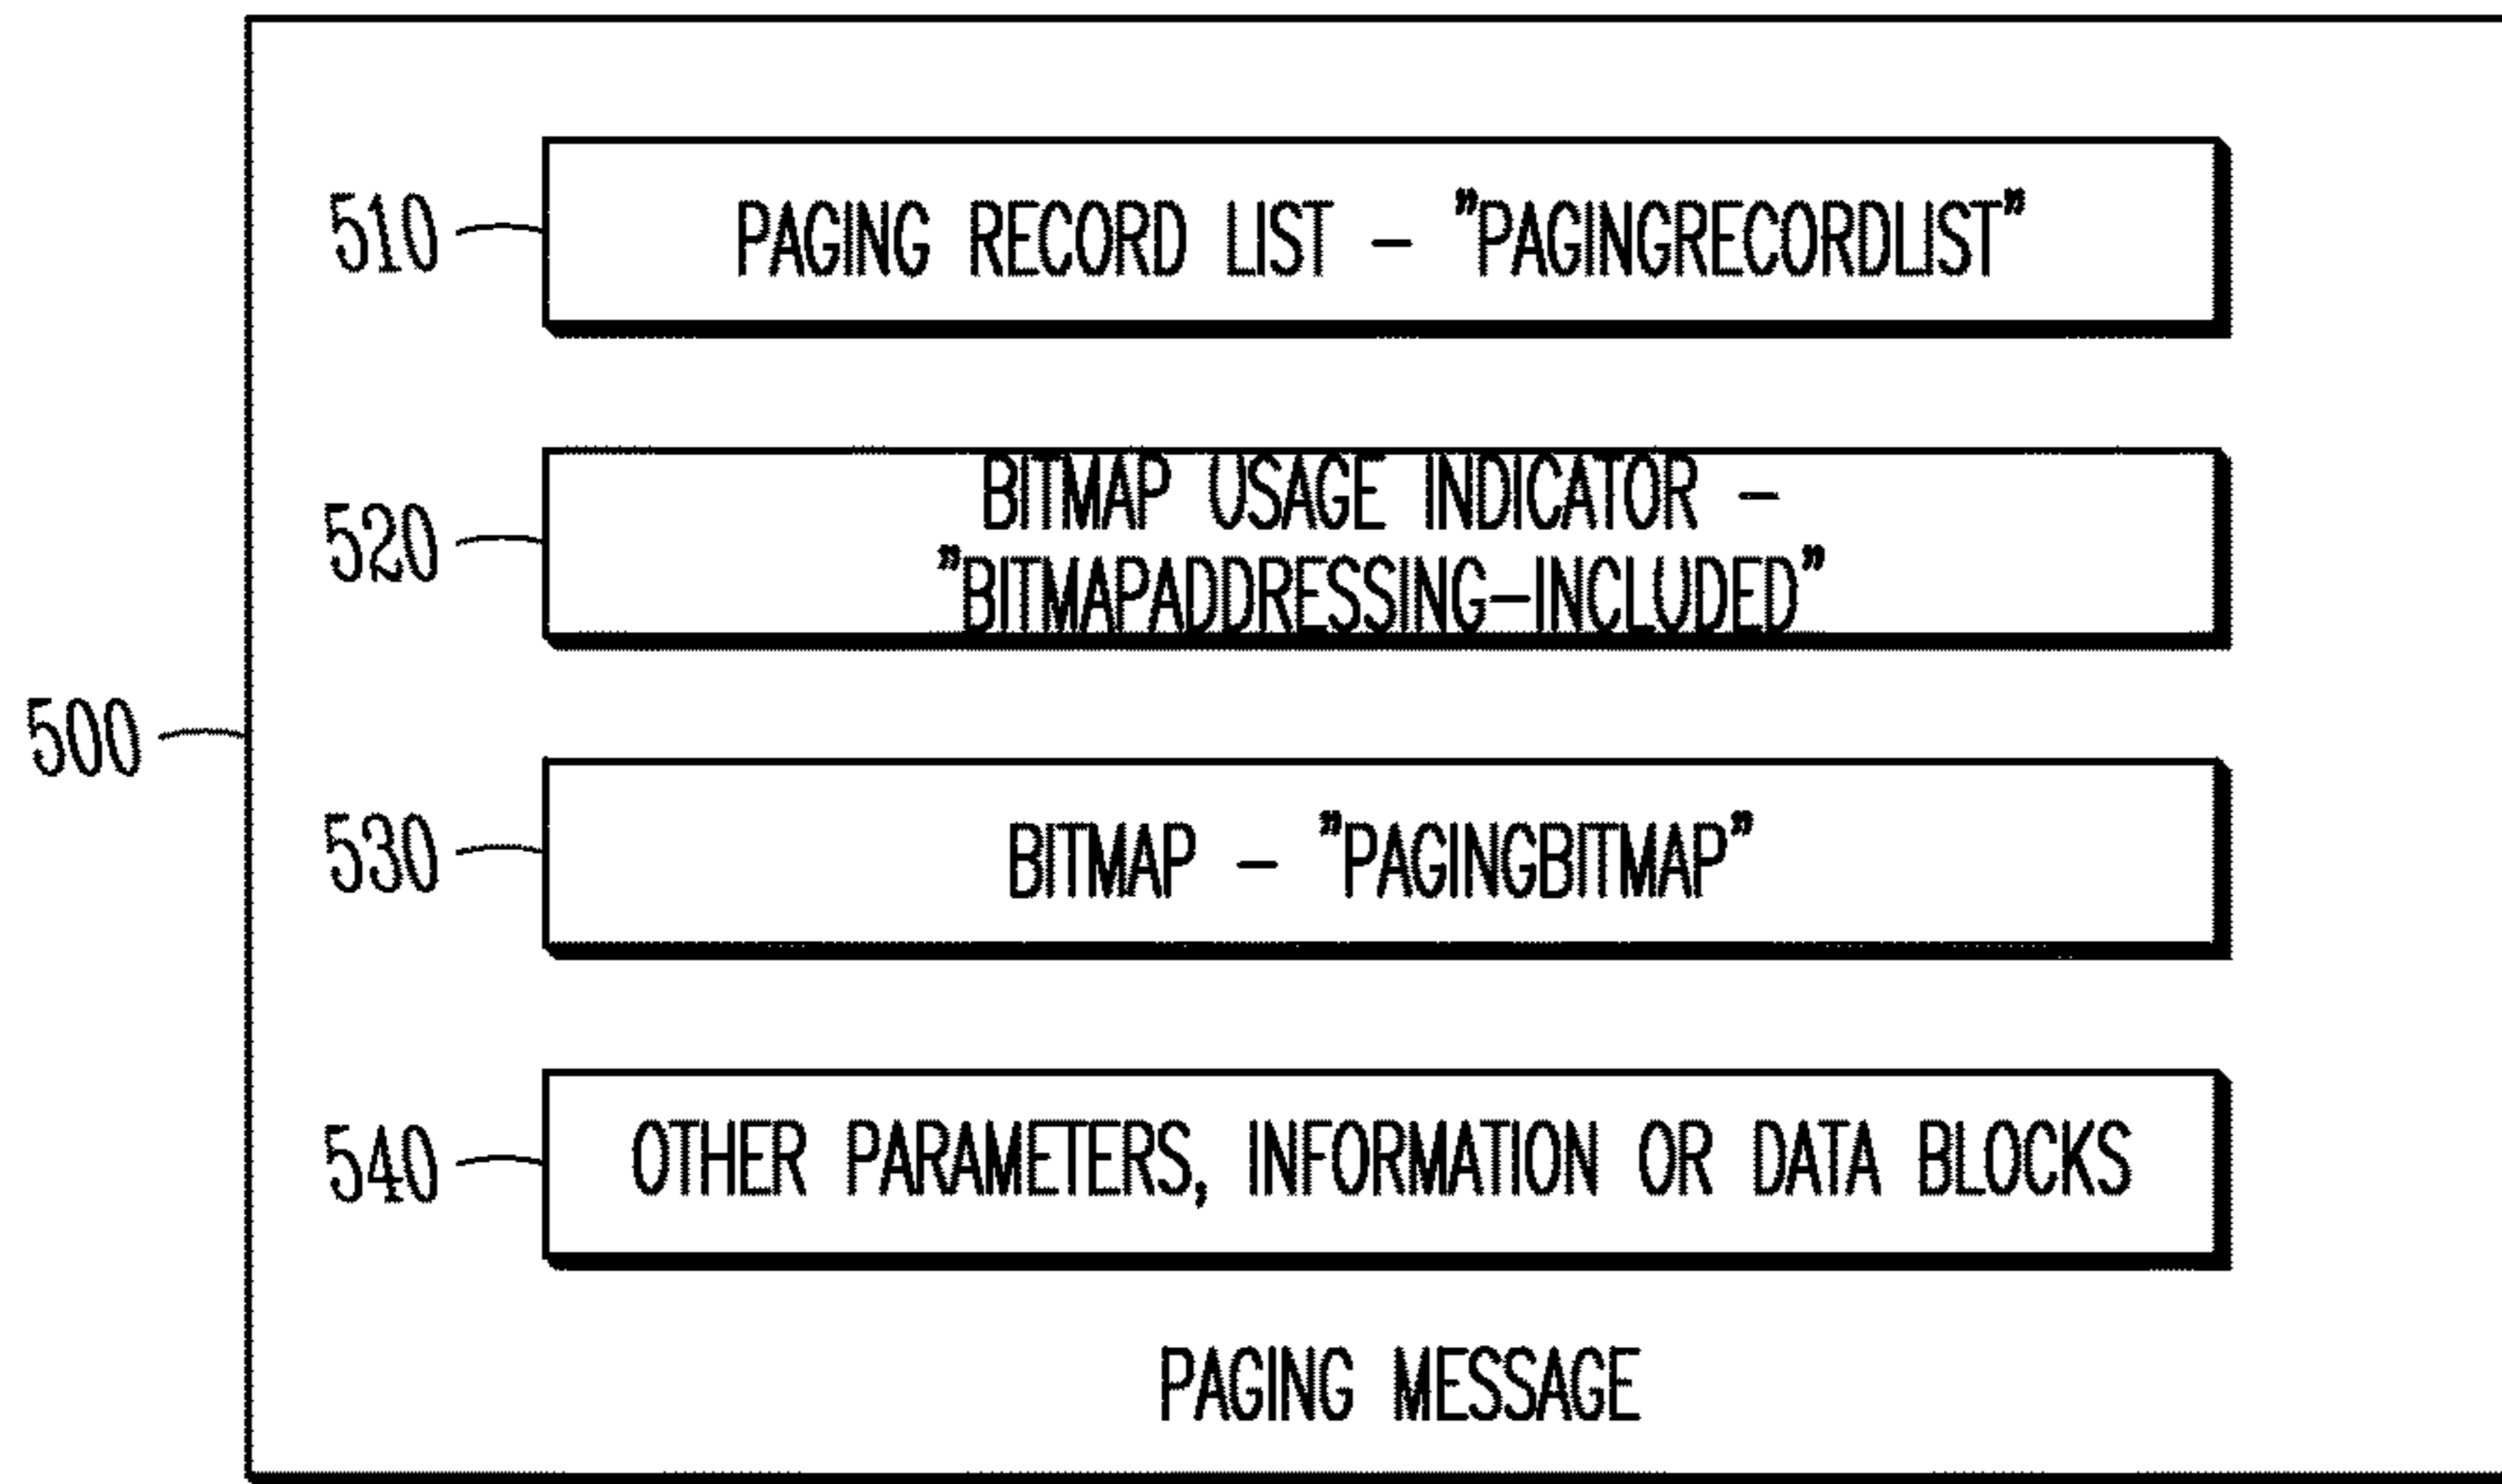 510 PAGING RECORD LIST - "PAGINGRECORDLIST"
520 BITMAP USAGE INDICATOR -
"BITMAPADDRESSING-INCLUDED"
500
530 BITMAP - "PAGINGBITMAP"
540 OTHER PARAMETERS, INFORMATION OR DATA BLOCKS
PAGING MESSAGE